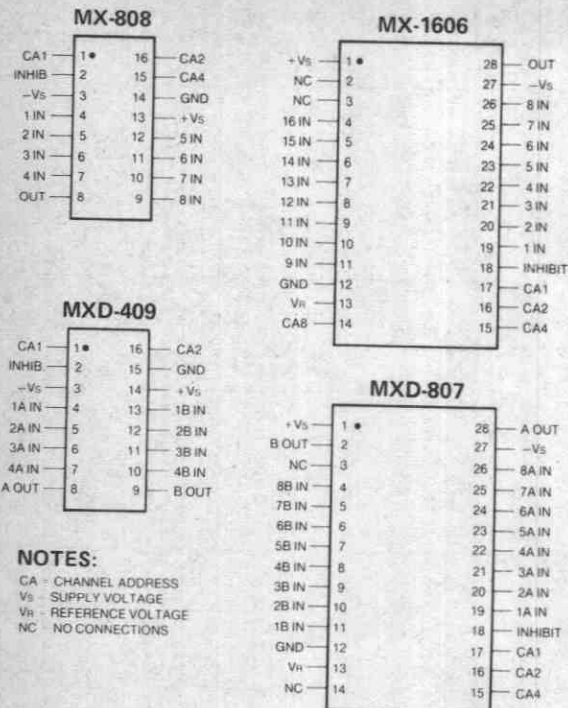 MX-808
CA1 1 16 CA2
INHIB 2 15 CA4
–Vs 3 14 GND
1 IN 4 13 +Vs
2 IN 5 12 5 IN
3 IN 6 11 6 IN
4 IN 7 10 7 IN
OUT 8 9 8 IN
MX-1606
+Vs 1 28 OUT
NC 2 27 –Vs
NC 3 26 8 IN
16 IN 4 25 7 IN
15 IN 5 24 6 IN
14 IN 6 23 5 IN
13 IN 7 22 4 IN
12 IN 8 21 3 IN
11 IN 9 20 2 IN
10 IN 10 19 1 IN
9 IN 11 18 INHIBIT
GND 12 17 CA1
VR 13 16 CA2
CA8 14 15 CA4
MXD-409
CA1 1 16 CA2
INHIB. 2 15 GND
–Vs 3 14 +Vs
1A IN 4 13 1B IN
2A IN 5 12 2B IN
3A IN 6 11 3B IN
4A IN 7 10 4B IN
A OUT 8 9 B OUT
MXD-807
+Vs 1 28 A OUT
B OUT 2 27 –Vs
NC 3 26 8A IN
8B IN 4 25 7A IN
7B IN 5 24 6A IN
6B IN 6 23 5A IN
5B IN 7 22 4A IN
4B IN 8 21 3A IN
3B IN 9 20 2A IN
2B IN 10 19 1A IN
1B IN 11 18 INHIBIT
GND 12 17 CA1
VR 13 16 CA2
NC 14 15 CA4
NOTES:
CA - CHANNEL ADDRESS
Vs - SUPPLY VOLTAGE
VR - REFERENCE VOLTAGE
NC - NO CONNECTIONS